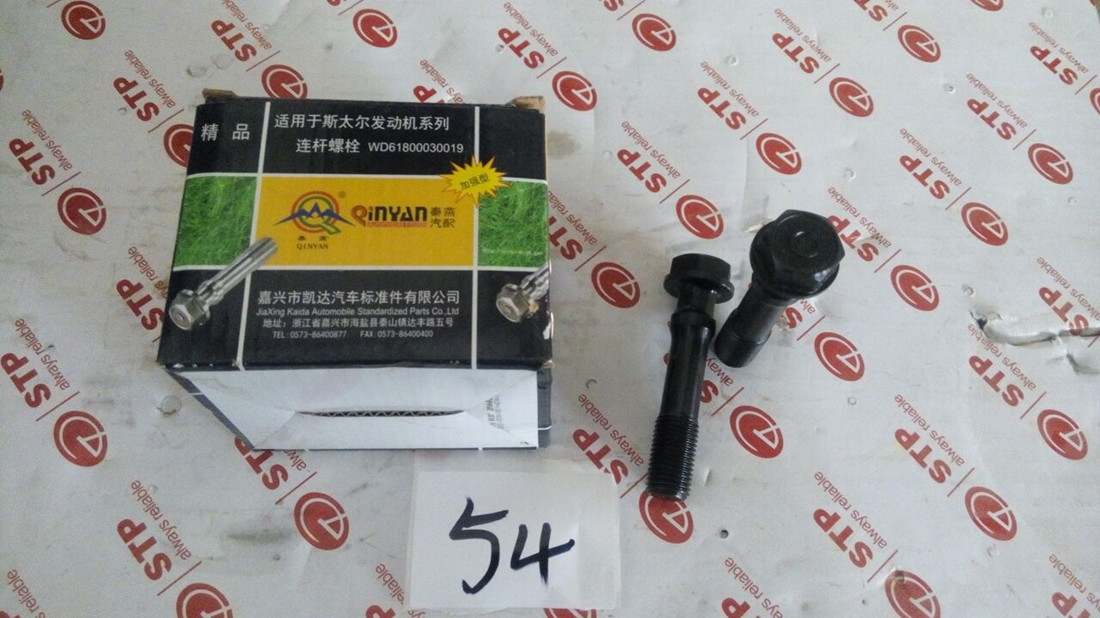 精 品
适用于斯太尔发动机系列
连杆螺栓 WD61800030019
加强型
®
QINYAN 秦燕
汽配
秦 燕
QINYAN
嘉兴市凯达汽车标准件有限公司
JiaXing Kaida Automobile Standardized Parts Co.,Ltd
地址：浙江省嘉兴市海盐县秦山镇达丰路五号
TEL:0573-86400877 FAX:0573-86400400
54
STP
always reliable